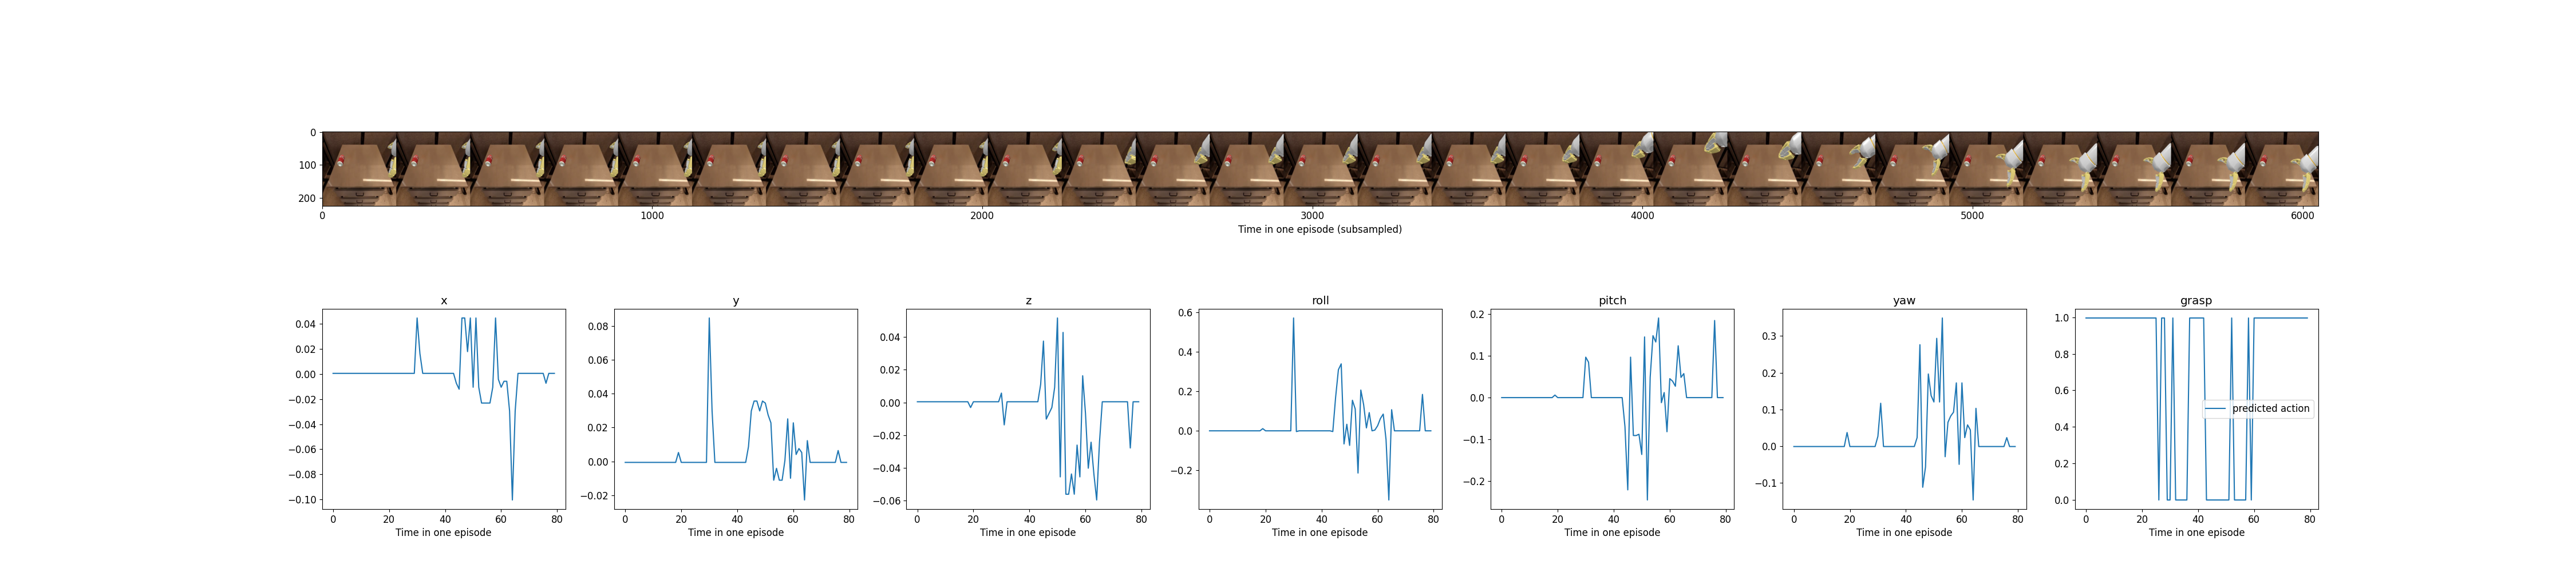 0
100
200
0 1000 2000 3000 4000 5000 6000
Time in one episode (subsampled)
x
0.04
0.02
0.00
−0.02
−0.04
−0.06
−0.08
−0.10
0 20 40 60 80
Time in one episode
y
0.08
0.06
0.04
0.02
0.00
−0.02
0 20 40 60 80
Time in one episode
z
0.04
0.02
0.00
−0.02
−0.04
−0.06
0 20 40 60 80
Time in one episode
roll
0.6
0.4
0.2
0.0
−0.2
0 20 40 60 80
Time in one episode
pitch
0.2
0.1
0.0
−0.1
−0.2
0 20 40 60 80
Time in one episode
yaw
0.3
0.2
0.1
0.0
−0.1
0 20 40 60 80
Time in one episode
grasp
1.0
0.8
0.6
0.4
0.2
0.0
predicted action
0 20 40 60 80
Time in one episode